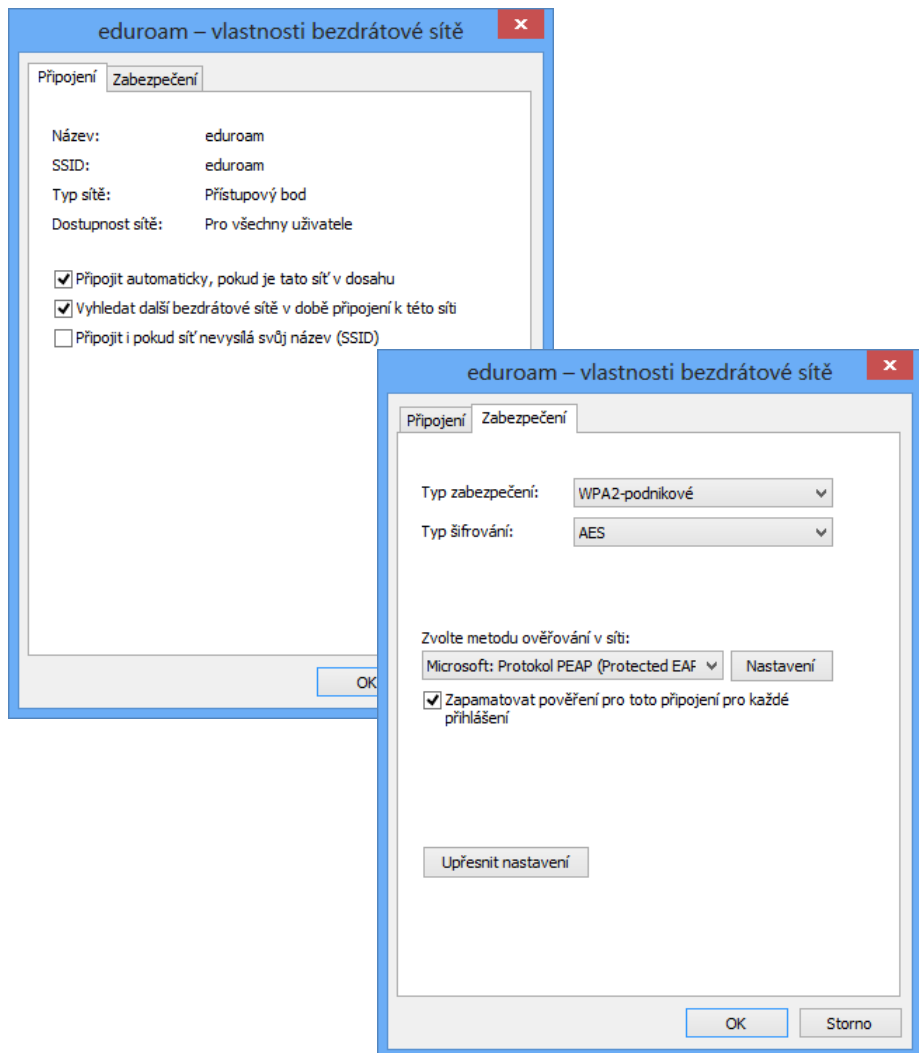 eduroam – vlastnosti bezdrátové sítě
Připojení Zabezpečení
Název: eduroam
SSID: eduroam
Typ sítě: Přístupový bod
Dostupnost sítě: Pro všechny uživatele
Připojit automaticky, pokud je tato síť v dosahu
Vyhledat další bezdrátové sítě v době připojení k této síti
Připojit i pokud síť nevysílá svůj název (SSID)
OK
eduroam – vlastnosti bezdrátové sítě
Připojení Zabezpečení
Typ zabezpečení: WPA2-podnikové
Typ šifrování: AES
Zvolte metodu ověřování v síti:
Microsoft: Protokol PEAP (Protected EAP Nastavení
Zapamatovat pověření pro toto připojení pro každé
přihlášení
Upřesnit nastavení
OK Storno